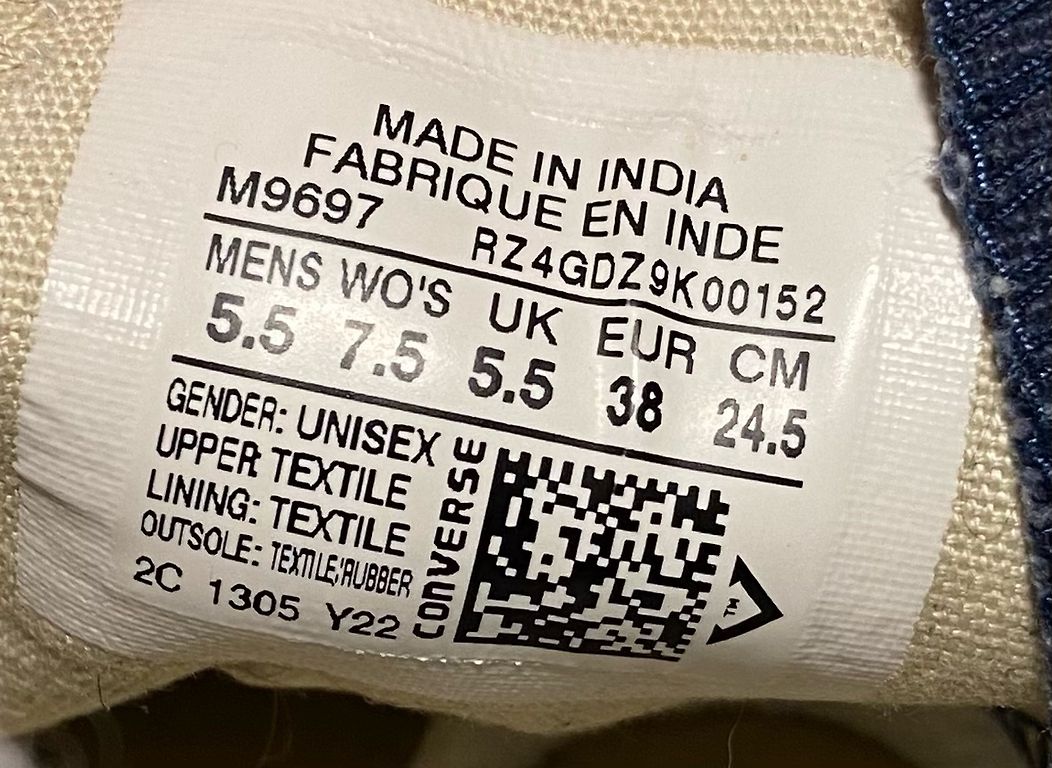 MADE IN INDIA
FABRIQUE EN INDE
M9697 RZ4GDZ9K00152
MENS WO'S UK EUR CM
5.5 7.5 5.5 38 24.5
GENDER: UNISEX
UPPER: TEXTILE
LINING: TEXTILE
OUTSOLE: TEXTILE/RUBBER
2C 1305 Y22
CONVERSE
TM